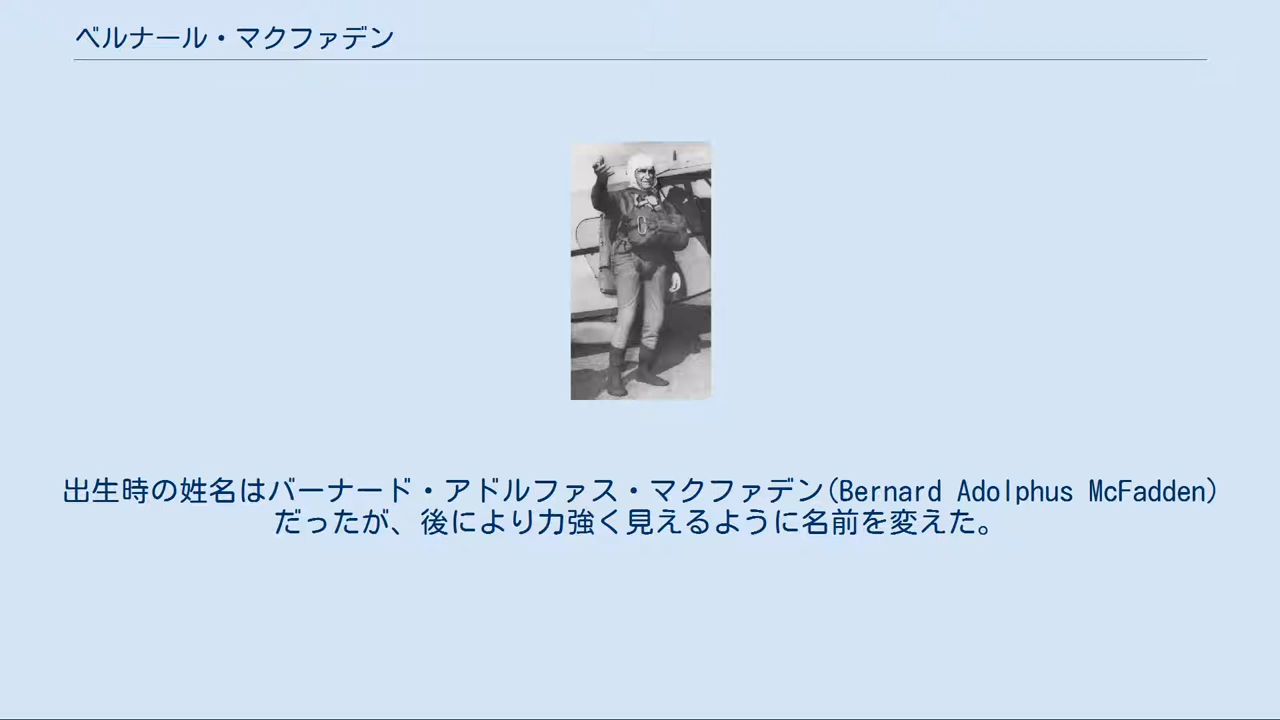 ベルナール・マクファデン
出生時の姓名はバーナード・アドルファス・マクファデン(Bernard Adolphus McFadden)
だったが、後により力強く見えるように名前を変えた。